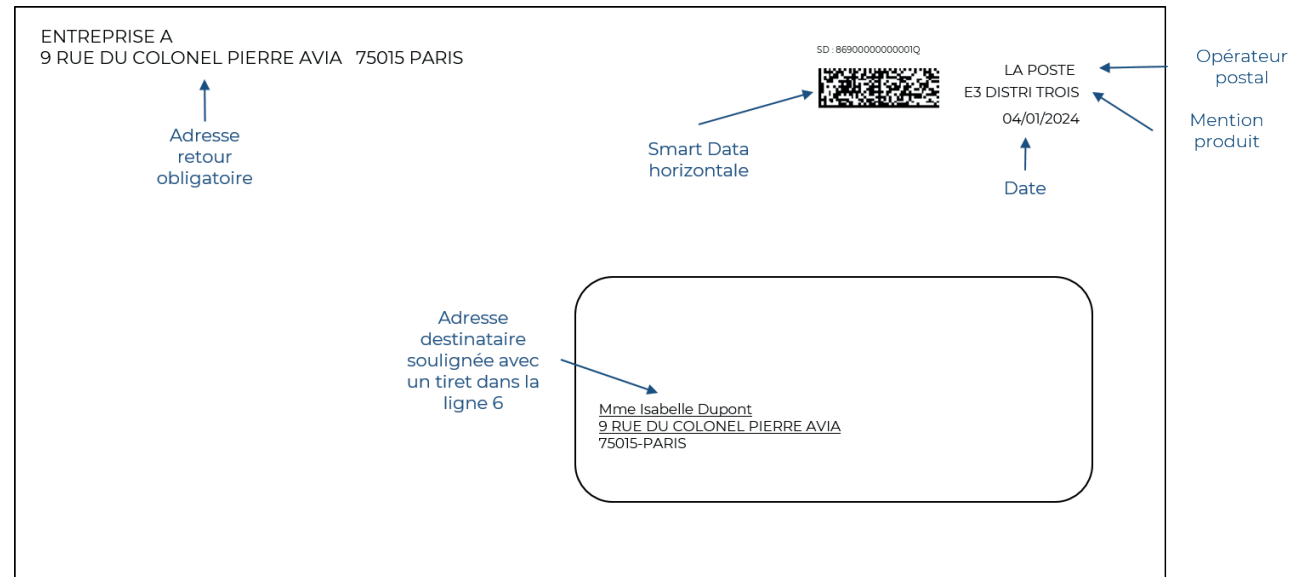 ENTREPRISE A
9 RUE DU COLONEL PIERRE AVIA   75015 PARIS
SD : 86900000000001Q
LA POSTE
E3 DISTRI TROIS
04/01/2024
Opérateur
postal
Mention
produit
Adresse
retour
obligatoire
Smart Data
horizontale
Date
Adresse
destinataire
soulignée avec
un tiret dans la
ligne 6
Mme Isabelle Dupont
9 RUE DU COLONEL PIERRE AVIA
75015-PARIS